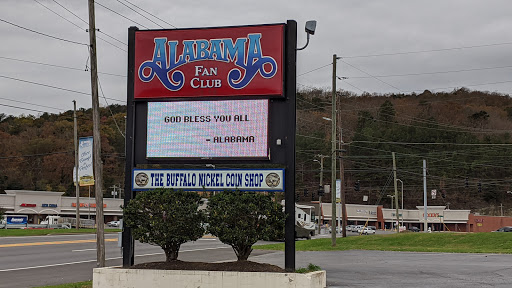 ALABAMA
FAN
CLUB
GOD BLESS YOU ALL
- ALABAMA
THE BUFFALO NICKEL COIN SHOP